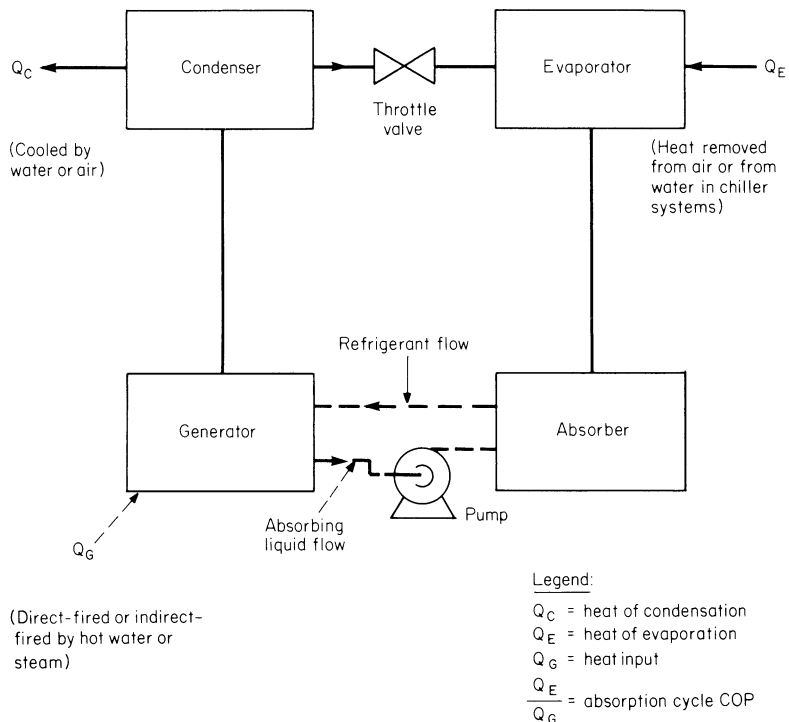 Q_C
Condenser
Throttle
valve
Evaporator
Q_E
(Cooled by
water or air)
(Heat removed
from air or from
water in chiller
systems)
Refrigerant flow
Generator
Absorber
Absorbing
liquid flow
Pump
Q_G
(Direct-fired or indirect-
fired by hot water or
steam)
Legend:
Q_C = heat of condensation
Q_E = heat of evaporation
Q_G = heat input
Q_E
Q_G
= absorption cycle COP